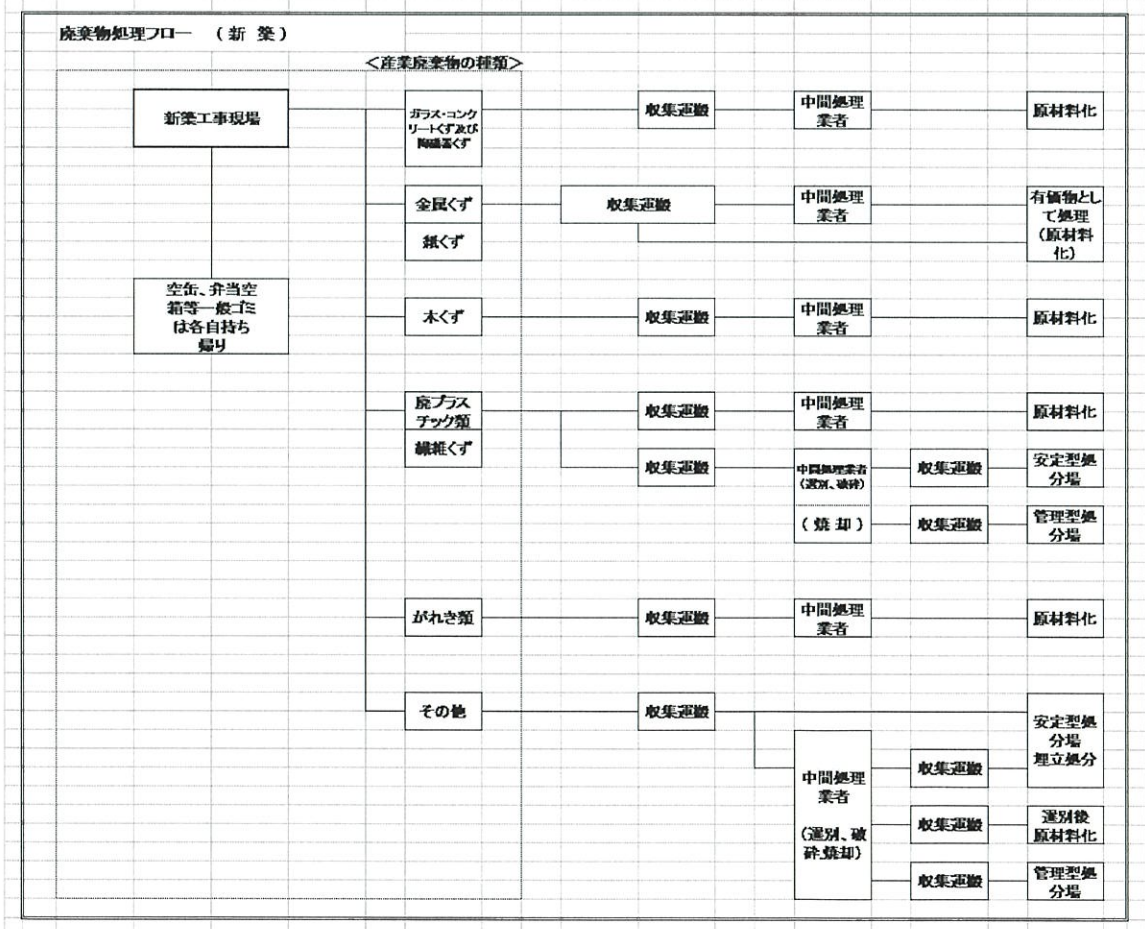 廃棄物処理フロー (新 築)
<産業廃棄物の種類>
新築工事現場
ガラス・コンク
リートくず及び
陶磁器くず
収集運搬
中間処理
業者
原材料化
金属くず
紙くず
収集運搬
中間処理
業者
有価物とし
て処理
(原材料
化)
空缶、弁当空
箱等一般ゴミ
は各自持ち
帰り
木くず
収集運搬
中間処理
業者
原材料化
廃プラス
チック類
繊維くず
収集運搬
中間処理
業者
原材料化
収集運搬
中間処理業者
(選別、破砕)
収集運搬
安定型処
分場
(焼 却)
収集運搬
管理型処
分場
がれき類
収集運搬
中間処理
業者
原材料化
その他
収集運搬
安定型処
分場
埋立処分
中間処理
業者
(選別、破
砕.焼却)
収集運搬
収集運搬
選別後
原材料化
収集運搬
管理型処
分場